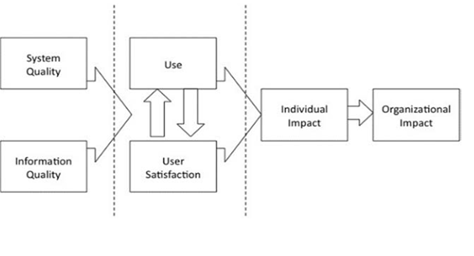 System
Quality
Use
Individual
Impact
Organizational
Impact
Information
Quality
User
Satisfaction